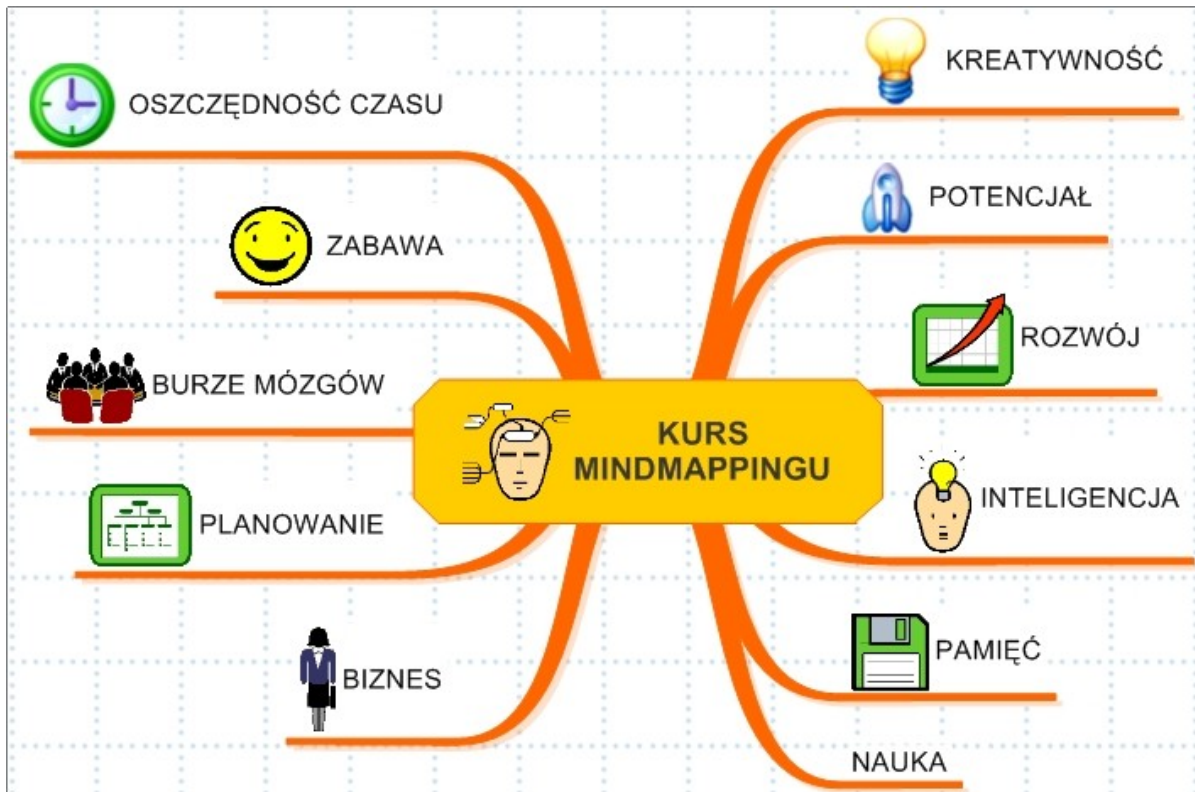 OSZCZĘDNOŚĆ CZASU
ZABAWA
BURZE MÓZGÓW
PLANOWANIE
BIZNES
KURS
MINDMAPPINGU
KREATYWNOŚĆ
POTENCJAŁ
ROZWÓJ
INTELIGENCJA
PAMIĘĆ
NAUKA